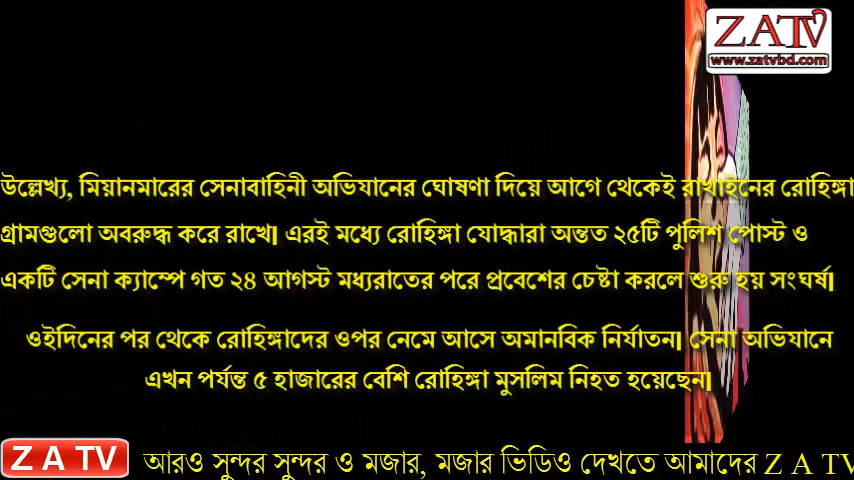 ZATV
www.zatvbd.com
উল্লেখ্য, মিয়ানমারের সেনাবাহিনী অভিযানের ঘোষণা দিয়ে আগে থেকেই রাখাইনের রোহিঙ্গা
গ্রামগুলো অবরুদ্ধ করে রাখে। এরই মধ্যে রোহিঙ্গা যোদ্ধারা অন্তত ২৫টি পুলিশ পোস্ট ও
একটি সেনা ক্যাম্পে গত ২৪ আগস্ট মধ্যরাতের পরে প্রবেশের চেষ্টা করলে শুরু হয় সংঘর্ষ।
ওইদিনের পর থেকে রোহিঙ্গাদের ওপর নেমে আসে অমানবিক নির্যাতন। সেনা অভিযানে
এখন পর্যন্ত ৫ হাজারের বেশি রোহিঙ্গা মুসলিম নিহত হয়েছেন।
Z A TV
আরও সুন্দর সুন্দর ও মজার, মজার ভিডিও দেখতে আমাদের Z A TV